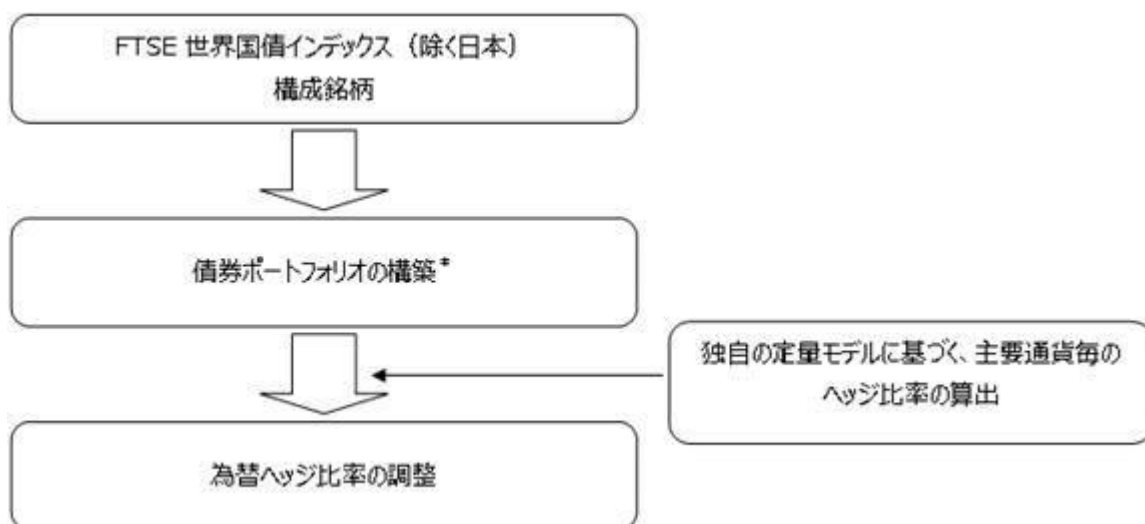 FTSE 世界国債インデックス（除く日本）
構成銘柄
債券ポートフォリオの構築*
独自の定量モデルに基づく、主要通貨毎の
ヘッジ比率の算出
為替ヘッジ比率の調整